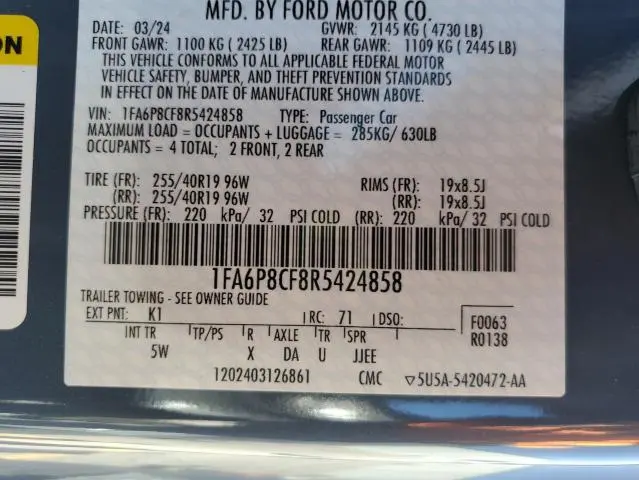 MFD. BY FORD MOTOR CO.
DATE: 03/24 GVWR: 2145 KG ( 4730 LB)
FRONT GAWR: 1100 KG ( 2425 LB) REAR GAWR: 1109 KG ( 2445 LB)
THIS VEHICLE CONFORMS TO ALL APPLICABLE FEDERAL MOTOR
VEHICLE SAFETY, BUMPER, AND THEFT PREVENTION STANDARDS
IN EFFECT ON THE DATE OF MANUFACTURE SHOWN ABOVE.
VIN: 1FA6P8CF8R5424858 TYPE: Passenger Car
MAXIMUM LOAD = OCCUPANTS + LUGGAGE = 285KG/ 630LB
OCCUPANTS = 4 TOTAL; 2 FRONT, 2 REAR
TIRE (FR): 255/40R19 96W RIMS (FR): 19x8.5J
(RR): 255/40R19 96W (RR): 19x8.5J
PRESSURE (FR): 220 kPa/ 32 PSI COLD (RR): 220 kPa/ 32 PSI COLD
1FA6P8CF8R5424858
TRAILER TOWING - SEE OWNER GUIDE
EXT PNT: K1 RC: 71 DSO: F0063
R0138
INT TR TP/PS R AXLE TR SPR
5W X DA U JJEE
1202403126861 CMC ▽5U5A-5420472-AA
ON